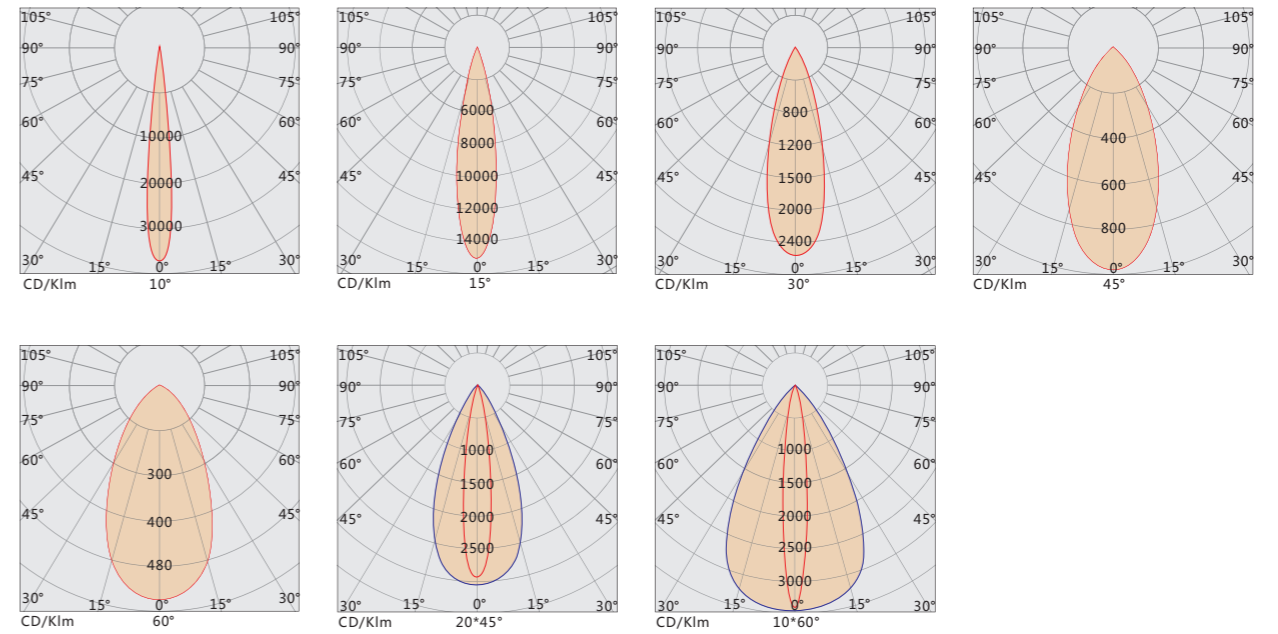 105° 105° 105° 105° 105° 105° 105° 105°
90° 90° 90° 90° 90° 90° 90° 90°
75° 75° 75° 75° 75° 75° 75° 75°
60° 60° 60° 60° 60° 60° 60° 60°
45° 45° 45° 45° 45° 45° 45° 45°
30° 30° 30° 30° 30° 30° 30° 30°
10000 6000 800 400
20000 8000 1200 600
30000 10000 1500 800
12000 2000
14000 2400
15° 0° 15° 15° 0° 15° 15° 0° 15° 15° 0° 15°
CD/Klm 10° CD/Klm 15° CD/Klm 30° CD/Klm 45°
105° 105° 105° 105° 105° 105°
90° 90° 90° 90° 90° 90°
75° 75° 75° 75° 75° 75°
60° 60° 60° 60° 60° 60°
45° 45° 45° 45° 45° 45°
30° 30° 30° 30° 30° 30°
300 1000 1000
400 1500 1500
480 2000 2000
2500 2500
3000
15° 0° 15° 15° 0° 15° 15° 0° 15°
CD/Klm 60° CD/Klm 20*45° CD/Klm 10*60°